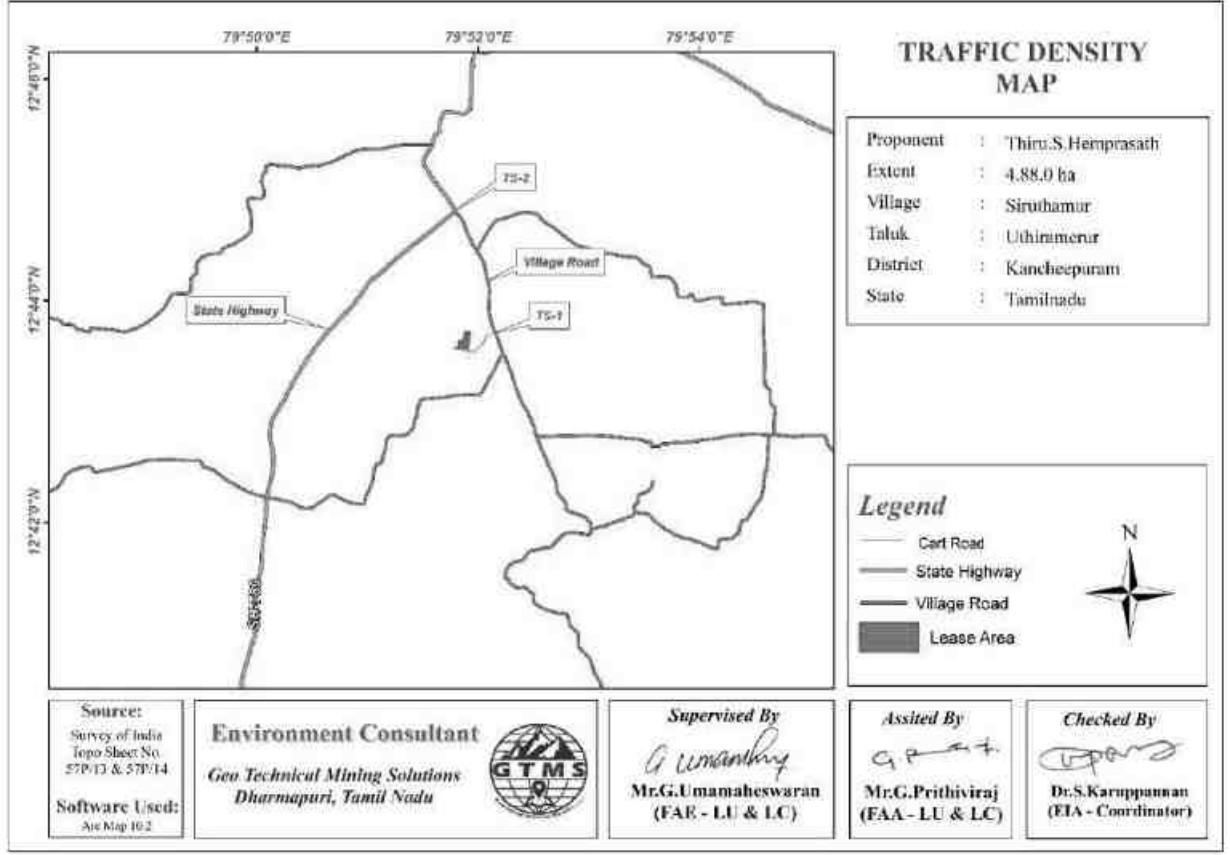 79°50'0"E
79°52'0"E
79°54'0"E
12°46'0"N
12°44'0"N
12°42'0"N
TS-2
Village Road
State Highway
TS-1
TRAFFIC DENSITY
MAP
Proponent : Thiru.S.Hemprasath
Extent : 4.88.0 ha
Village : Siruthamur
Taluk : Uthiramerur
District : Kancheepuram
State : Tamilnadu
Legend
Cart Road
State Highway
Village Road
Lease Area
N
Source:
Survey of India
Topo Sheet No.
57P/13 & 57P/14
Software Used:
Arc Map 10.2
Environment Consultant
Geo Technical Mining Solutions
Dharmapuri, Tamil Nadu
GTMS
Supervised By
G Umamhy
Mr.G.Umamaheswaran
(FAE - LU & LC)
Assited By
Mr.G.Prithiviraj
(FAA - LU & LC)
Checked By
Dr.S.Karuppannan
(EIA - Coordinator)